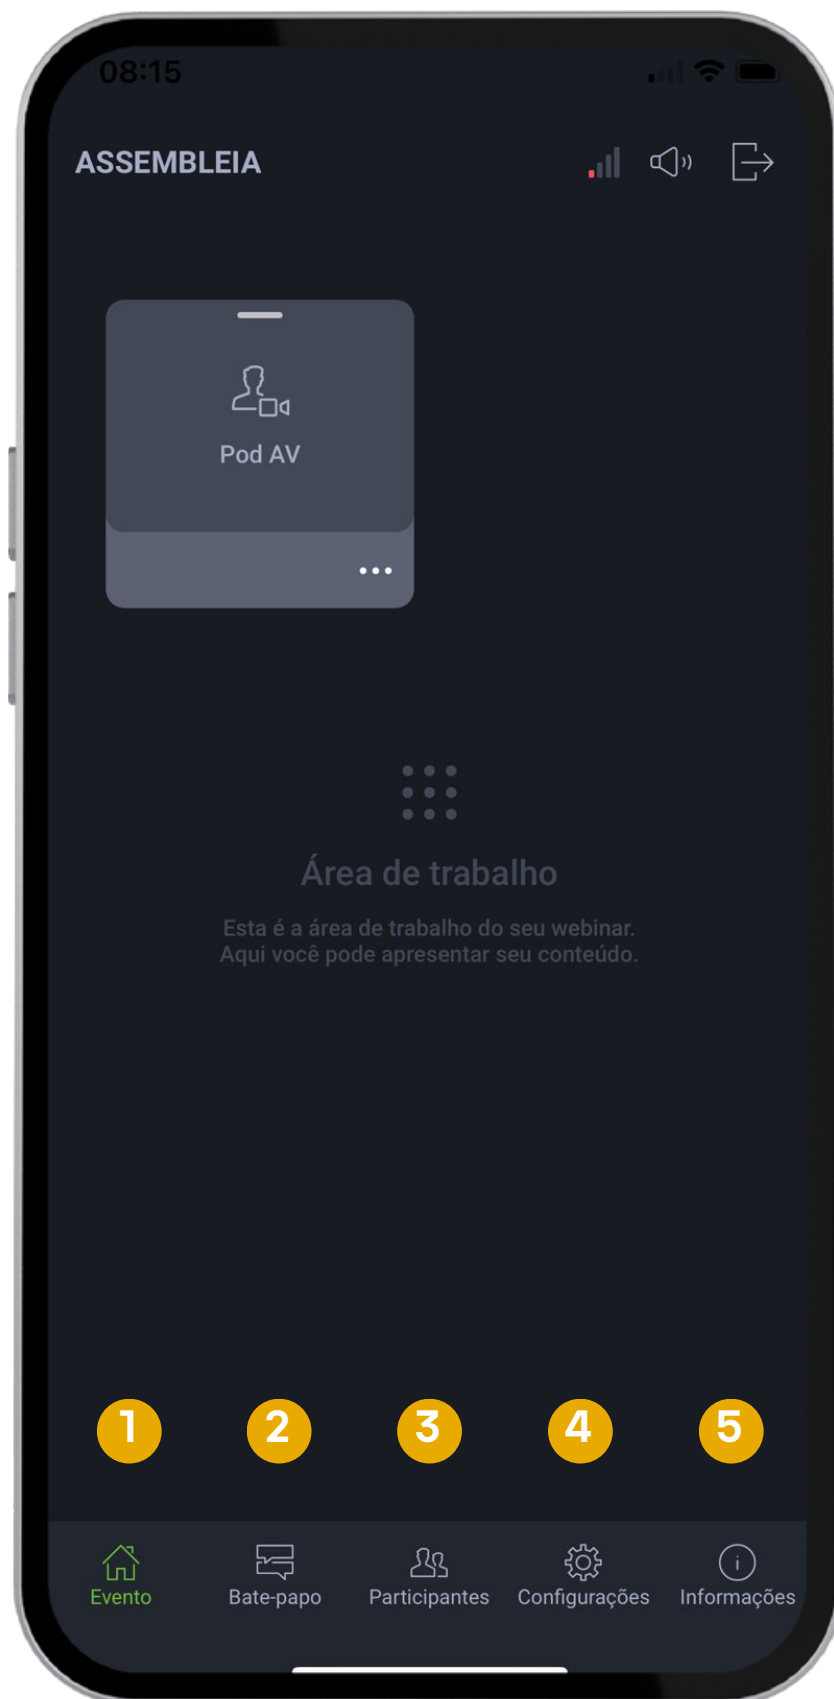 08:15
ASSEMBLEIA
Pod AV
Área de trabalho
Esta é a área de trabalho do seu webinar.
Aqui você pode apresentar seu conteúdo.
1 2 3 4 5
Evento Bate-papo Participantes Configurações Informações